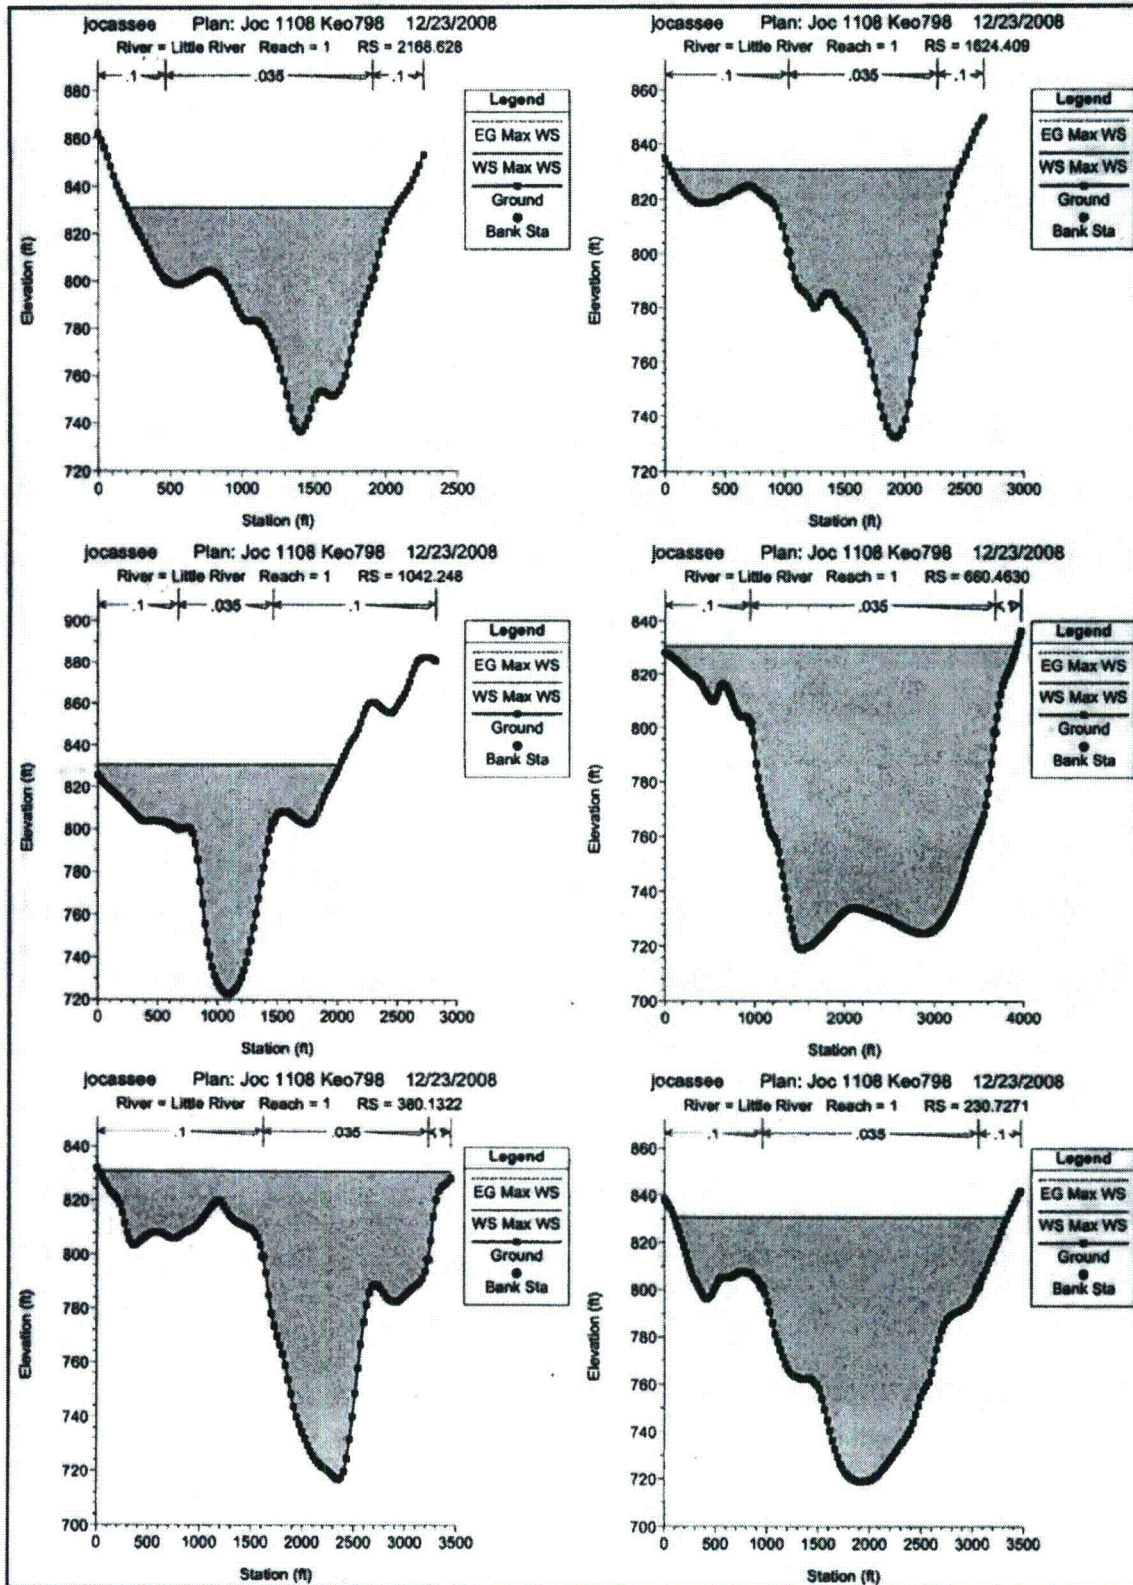 jocassee Plan: Joc 1108 Keo798 12/23/2008
River = Little River Reach = 1 RS = 2168.628
.1 .035 .1
880
860
840
820
800
780
760
740
720
0 500 1000 1500 2000 2500
Elevation (ft)
Station (ft)
Legend
EG Max WS
WS Max WS
Ground
Bank Sta
jocassee Plan: Joc 1108 Keo798 12/23/2008
River = Little River Reach = 1 RS = 1624.409
.1 .035 .1
860
840
820
800
780
760
740
720
0 500 1000 1500 2000 2500 3000
Elevation (ft)
Station (ft)
Legend
EG Max WS
WS Max WS
Ground
Bank Sta
jocassee Plan: Joc 1108 Keo798 12/23/2008
River = Little River Reach = 1 RS = 1042.248
.1 .035 .1
900
880
860
840
820
800
780
760
740
720
0 500 1000 1500 2000 2500 3000
Elevation (ft)
Station (ft)
Legend
EG Max WS
WS Max WS
Ground
Bank Sta
jocassee Plan: Joc 1108 Keo798 12/23/2008
River = Little River Reach = 1 RS = 660.4630
.1 .035 .1
840
820
800
780
760
740
720
700
0 1000 2000 3000 4000
Elevation (ft)
Station (ft)
Legend
EG Max WS
WS Max WS
Ground
Bank Sta
jocassee Plan: Joc 1108 Keo798 12/23/2008
River = Little River Reach = 1 RS = 380.1322
.1 .035 .1
840
820
800
780
760
740
720
700
0 500 1000 1500 2000 2500 3000 3500
Elevation (ft)
Station (ft)
Legend
EG Max WS
WS Max WS
Ground
Bank Sta
jocassee Plan: Joc 1108 Keo798 12/23/2008
River = Little River Reach = 1 RS = 230.7271
.1 .035 .1
860
840
820
800
780
760
740
720
700
0 500 1000 1500 2000 2500 3000 3500
Elevation (ft)
Station (ft)
Legend
EG Max WS
WS Max WS
Ground
Bank Sta